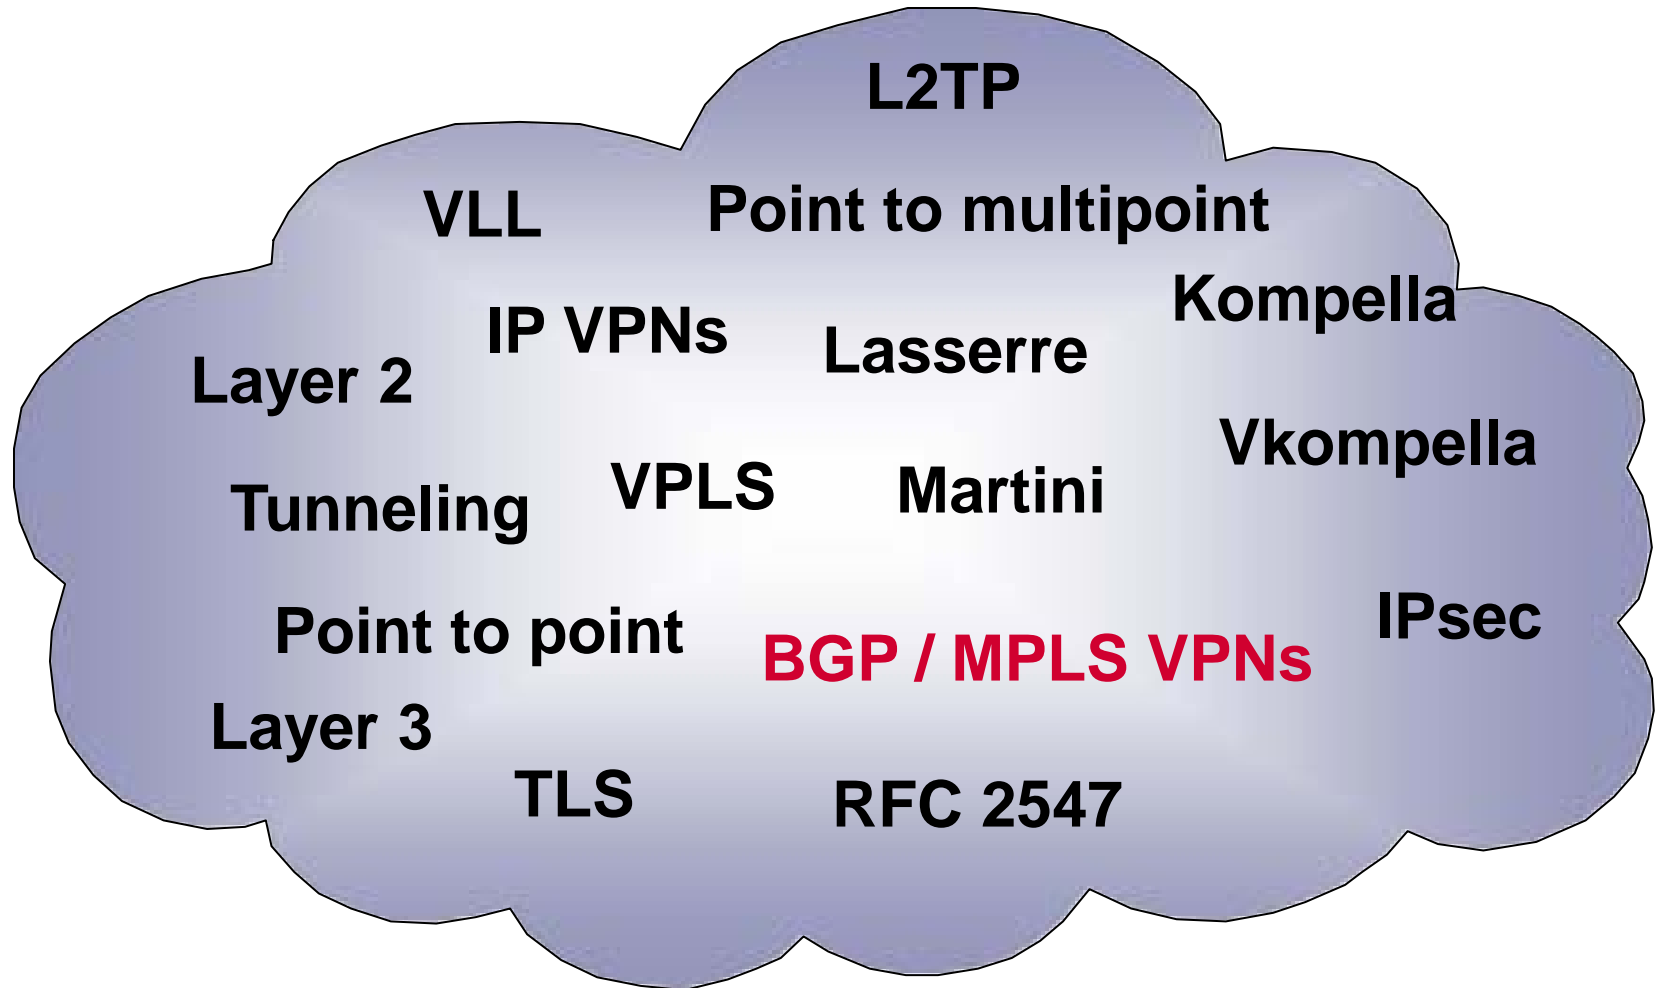 L2TP
VLL
Point to multipoint
Kompella
IP VPNs
Lasserre
Layer 2
Vkompella
VPLS
Martini
Tunneling
IPsec
Point to point
BGP / MPLS VPNs
Layer 3
TLS
RFC 2547